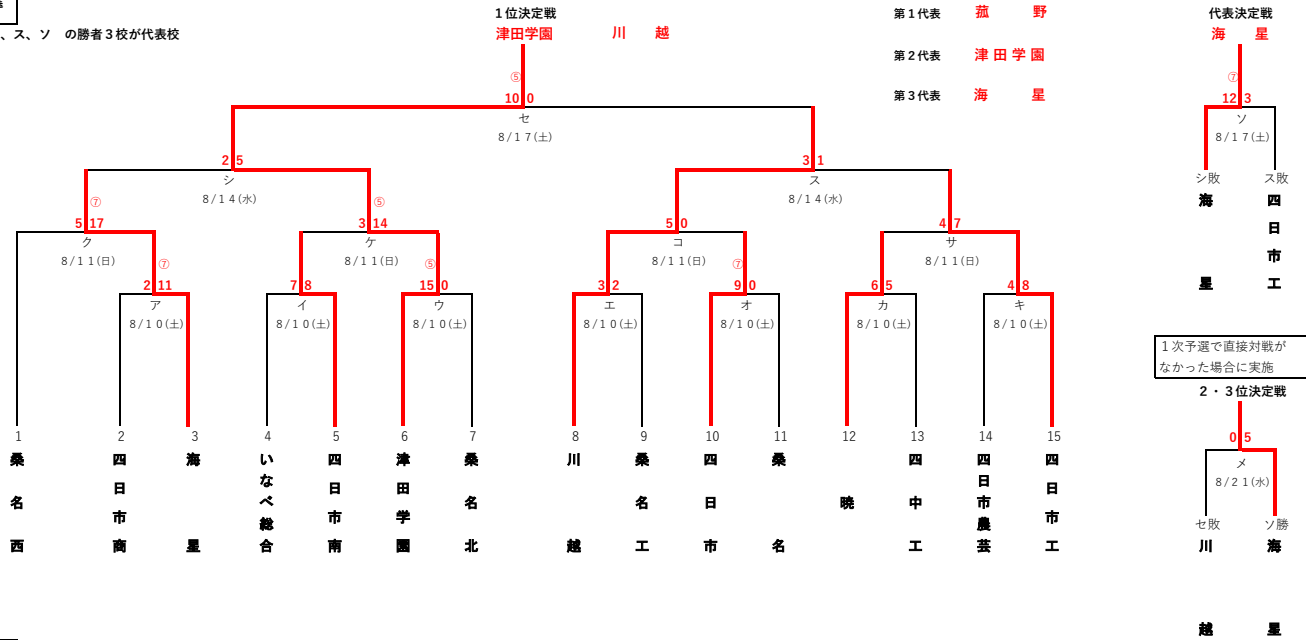 、ス、ソ　の勝者３校が代表校
１位決定戦
津田学園　川　越
第１代表　菰　野
第２代表　津田学園
第３代表　海　星
代表決定戦
海　星
⑤
10 0
セ
8/17(土)
⑦
12 3
ソ
8/17(土)
シ敗　ス敗
海星
四日市工
2 5
シ
8/14(水)
3 1
ス
8/14(水)
⑦
5 17
ク
8/11(日)
⑤
3 14
ケ
8/11(日)
5 0
コ
8/11(日)
4 7
サ
8/11(日)
⑦
2 11
ア
8/10(土)
7 8
イ
8/10(土)
⑤
15 0
ウ
8/10(土)
3 2
エ
8/10(土)
⑦
9 0
オ
8/10(土)
6 5
カ
8/10(土)
4 8
キ
8/10(土)
1 桑名西
2 四日市商
3 海星
4 いなべ総合
5 四日市南
6 津田学園
7 桑名北
8 川越
9 桑名工
10 四日市
11 桑名
12 暁
13 四中工
14 四日市農芸
15 四日市工
１次予選で直接対戦が
なかった場合に実施
２・３位決定戦
0 5
メ
8/21(水)
セ敗　ソ勝
川越
海星